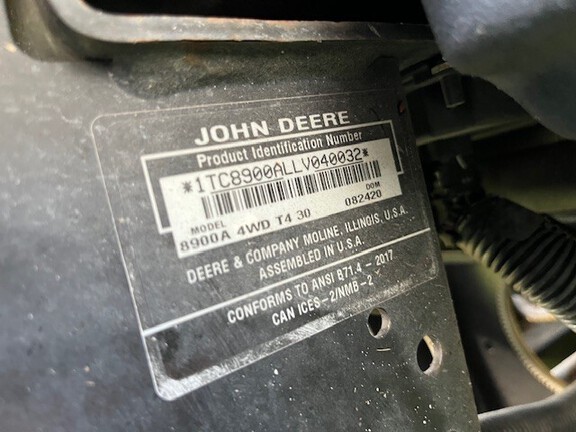 JOHN DEERE
Product Identification Number
*1TC8900ALLV040032*
MODEL DOM
8900A 4WD T4 30 082420
DEERE & COMPANY MOLINE, ILLINOIS, U.S.A.
ASSEMBLED IN U.S.A.
CONFORMS TO ANSI B71.4 - 2017
CAN ICES-2/NMB-2